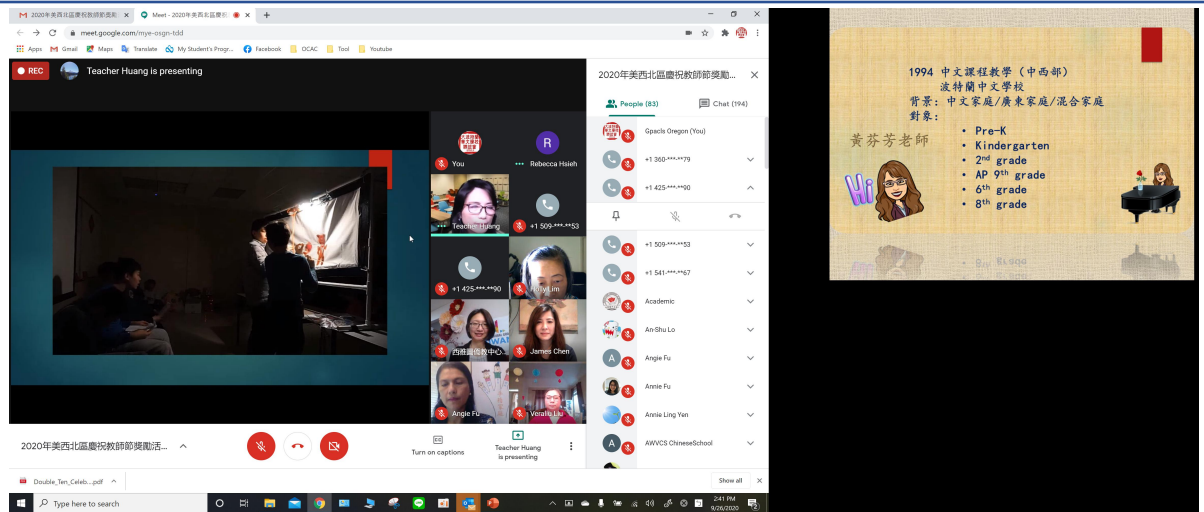 2020年美西北區慶祝教師節獎勵
Meet - 2020年美西北區慶祝
meet.google.com/mye-osgn-tdd
Apps
Gmail
Maps
Translate
My Student's Progr...
Facebook
OCAC
Tool
Youtube
REC
Teacher Huang is presenting
You
R
Rebecca Hsieh
Teacher Huang
+1 509-***-**53
+1 425-***-**90
Holly Lim
西雅圖僑教中心...
James Chen
Angie Fu
Veraliu Liu
2020年美西北區慶祝教師節獎勵...
People (83)
Chat (194)
Gpacls Oregon (You)
+1 360-***-**79
+1 425-***-**90
+1 509-***-**53
+1 541-***-**67
Academic
An-Shu Lo
A
Angie Fu
Annie Fu
Annie Ling Yen
A
AWVCS ChineseSchool
2020年美西北區慶祝教師節獎勵活...
Turn on captions
Teacher Huang
is presenting
Double_Ten_Celeb....pdf
Show all
Type here to search
2:41 PM
9/26/2020
1994 中文課程教學 (中西部)
波特蘭中文學校
背景: 中文家庭/廣東家庭/混合家庭
對象:
黃芬芳老師
• Pre-K
• Kindergarten
• 2nd grade
• AP 9th grade
• 6th grade
• 8th grade
Hi